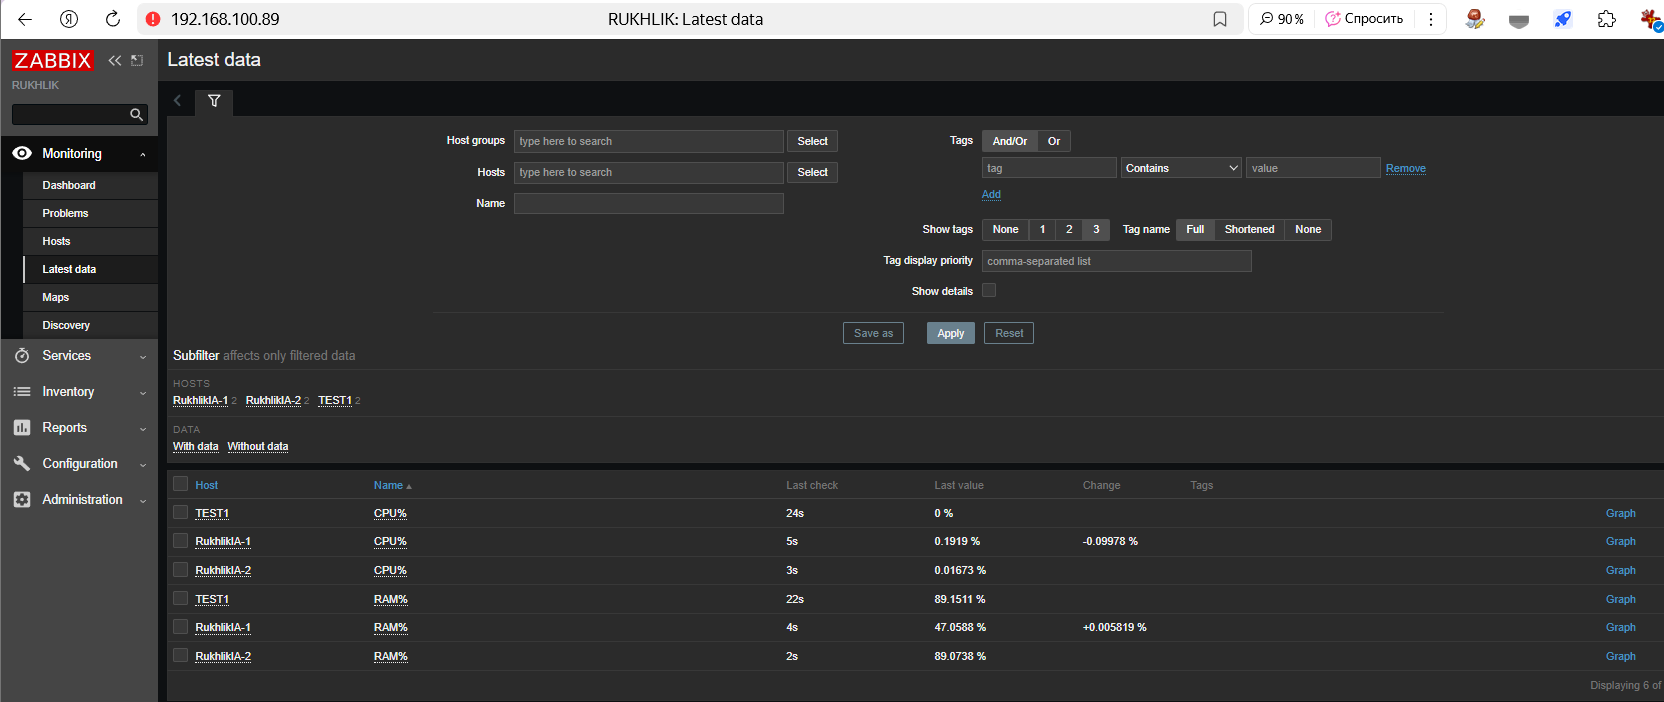 192.168.100.89 RUKHLIK: Latest data 90% Спросить
ZABBIX Latest data
RUKHLIK
Host groups type here to search Select Tags And/Or Or
Monitoring
Hosts type here to search Select tag Contains value Remove
Dashboard
Name Add
Problems
Show tags None 1 2 3 Tag name Full Shortened None
Hosts
Tag display priority comma-separated list
Latest data
Show details
Maps
Discovery
Save as Apply Reset
Services
Subfilter affects only filtered data
Inventory
HOSTS
RukhlikIA-1 2 RukhlikIA-2 2 TEST1 2
Reports
DATA
With data Without data
Configuration
Host Name Last check Last value Change Tags
Administration
TEST1 CPU% 24s 0 % Graph
RukhlikIA-1 CPU% 5s 0.1919 % -0.09978 % Graph
RukhlikIA-2 CPU% 3s 0.01673 % Graph
TEST1 RAM% 22s 89.1511 % Graph
RukhlikIA-1 RAM% 4s 47.0588 % +0.005819 % Graph
RukhlikIA-2 RAM% 2s 89.0738 % Graph
Displaying 6 of